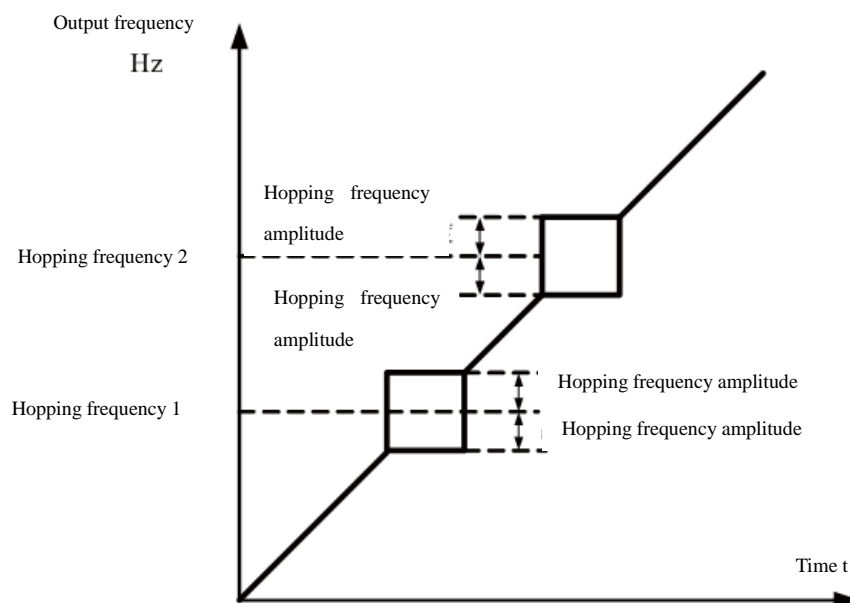 Output frequency
Hz
Hopping frequency
amplitude
Hopping frequency 2
Hopping frequency
amplitude
Hopping frequency amplitude
Hopping frequency 1
Hopping frequency amplitude
Time t